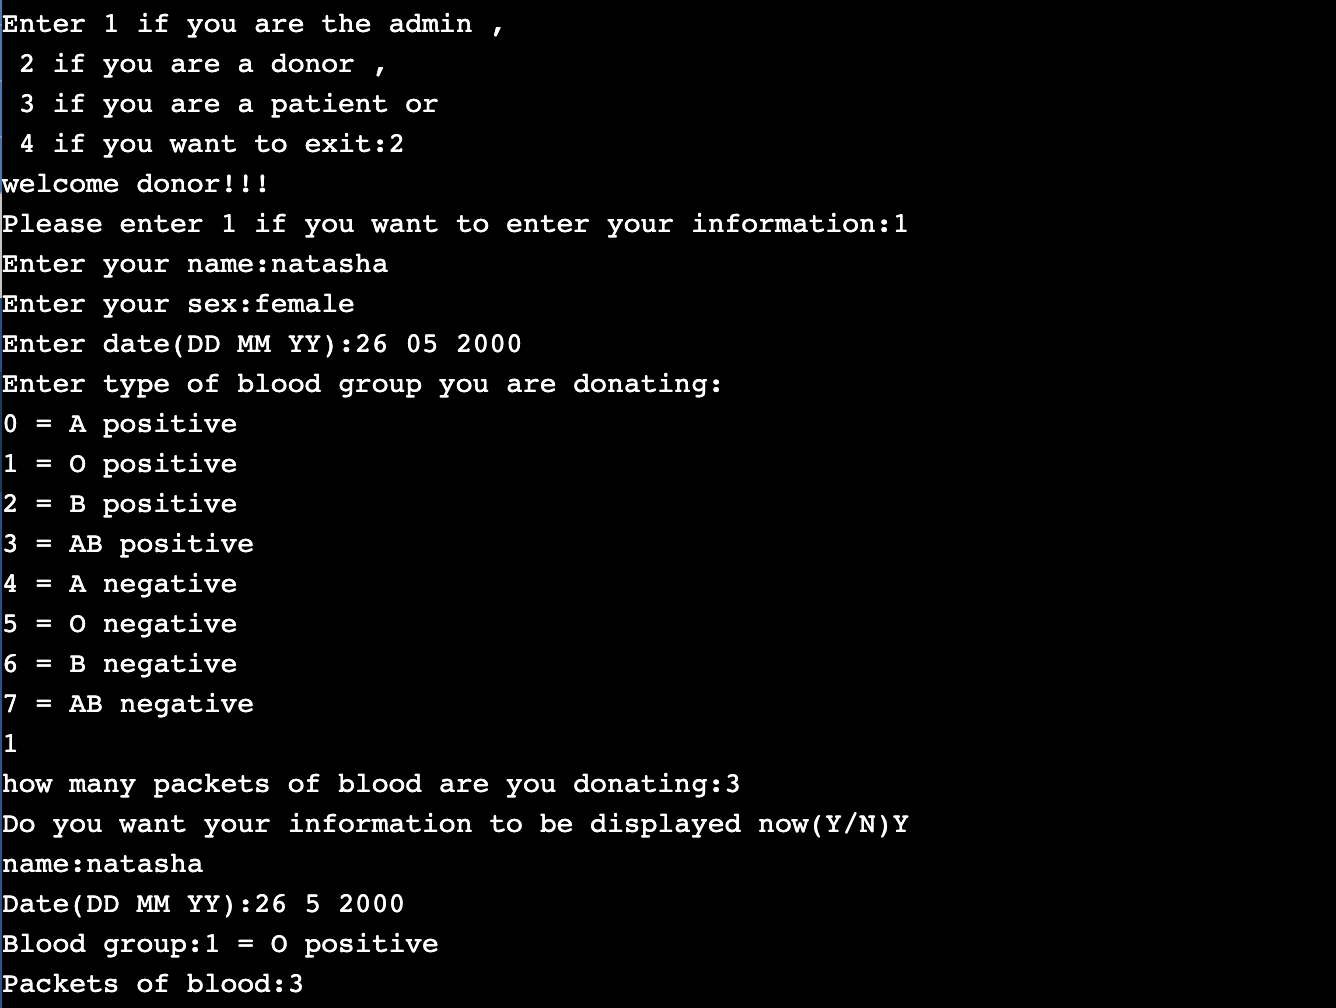 Enter 1 if you are the admin ,
 2 if you are a donor ,
 3 if you are a patient or
 4 if you want to exit:2
welcome donor!!!
Please enter 1 if you want to enter your information:1
Enter your name:natasha
Enter your sex:female
Enter date(DD MM YY):26 05 2000
Enter type of blood group you are donating:
0 = A positive
1 = O positive
2 = B positive
3 = AB positive
4 = A negative
5 = O negative
6 = B negative
7 = AB negative
1
how many packets of blood are you donating:3
Do you want your information to be displayed now(Y/N)Y
name:natasha
Date(DD MM YY):26 5 2000
Blood group:1 = O positive
Packets of blood:3